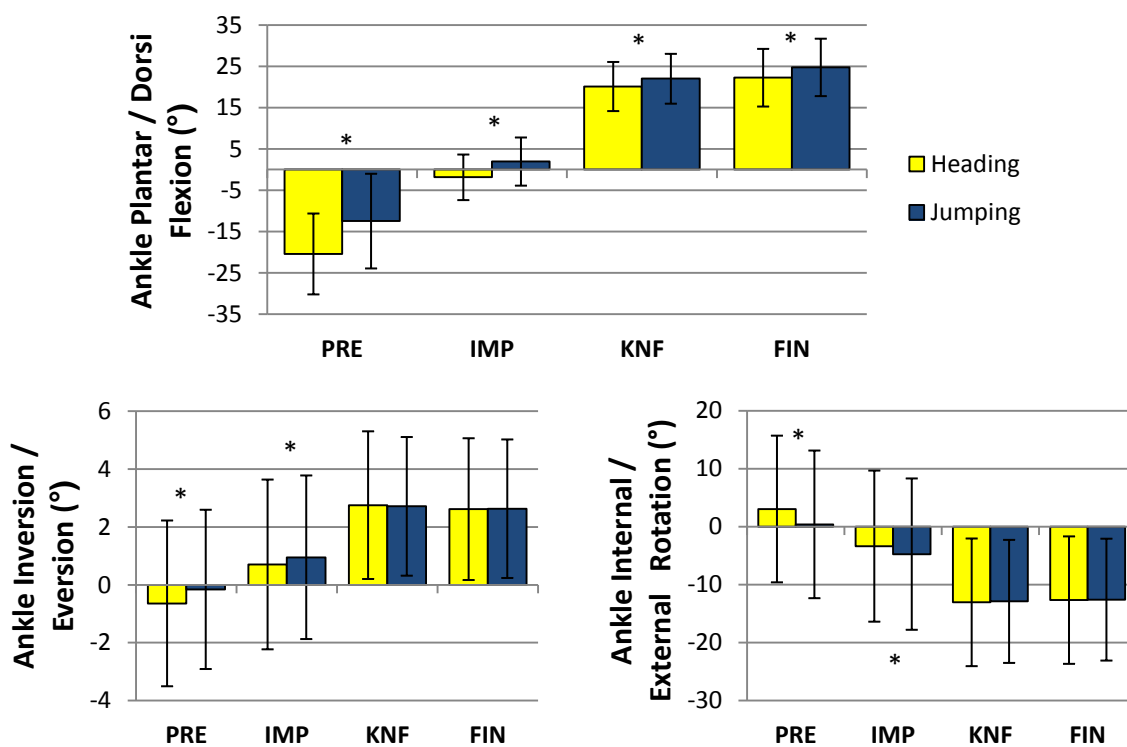 Ankle Plantar / Dorsi
Flexion (°)
35
25
15
5
-5
-15
-25
-35
*
*
*
*
PRE
IMP
KNF
FIN
Heading
Jumping
Ankle Inversion /
Eversion (°)
6
4
2
0
-2
-4
*
*
PRE
IMP
KNF
FIN
Ankle Internal /
External Rotation (°)
20
10
0
-10
-20
-30
*
*
PRE
IMP
KNF
FIN